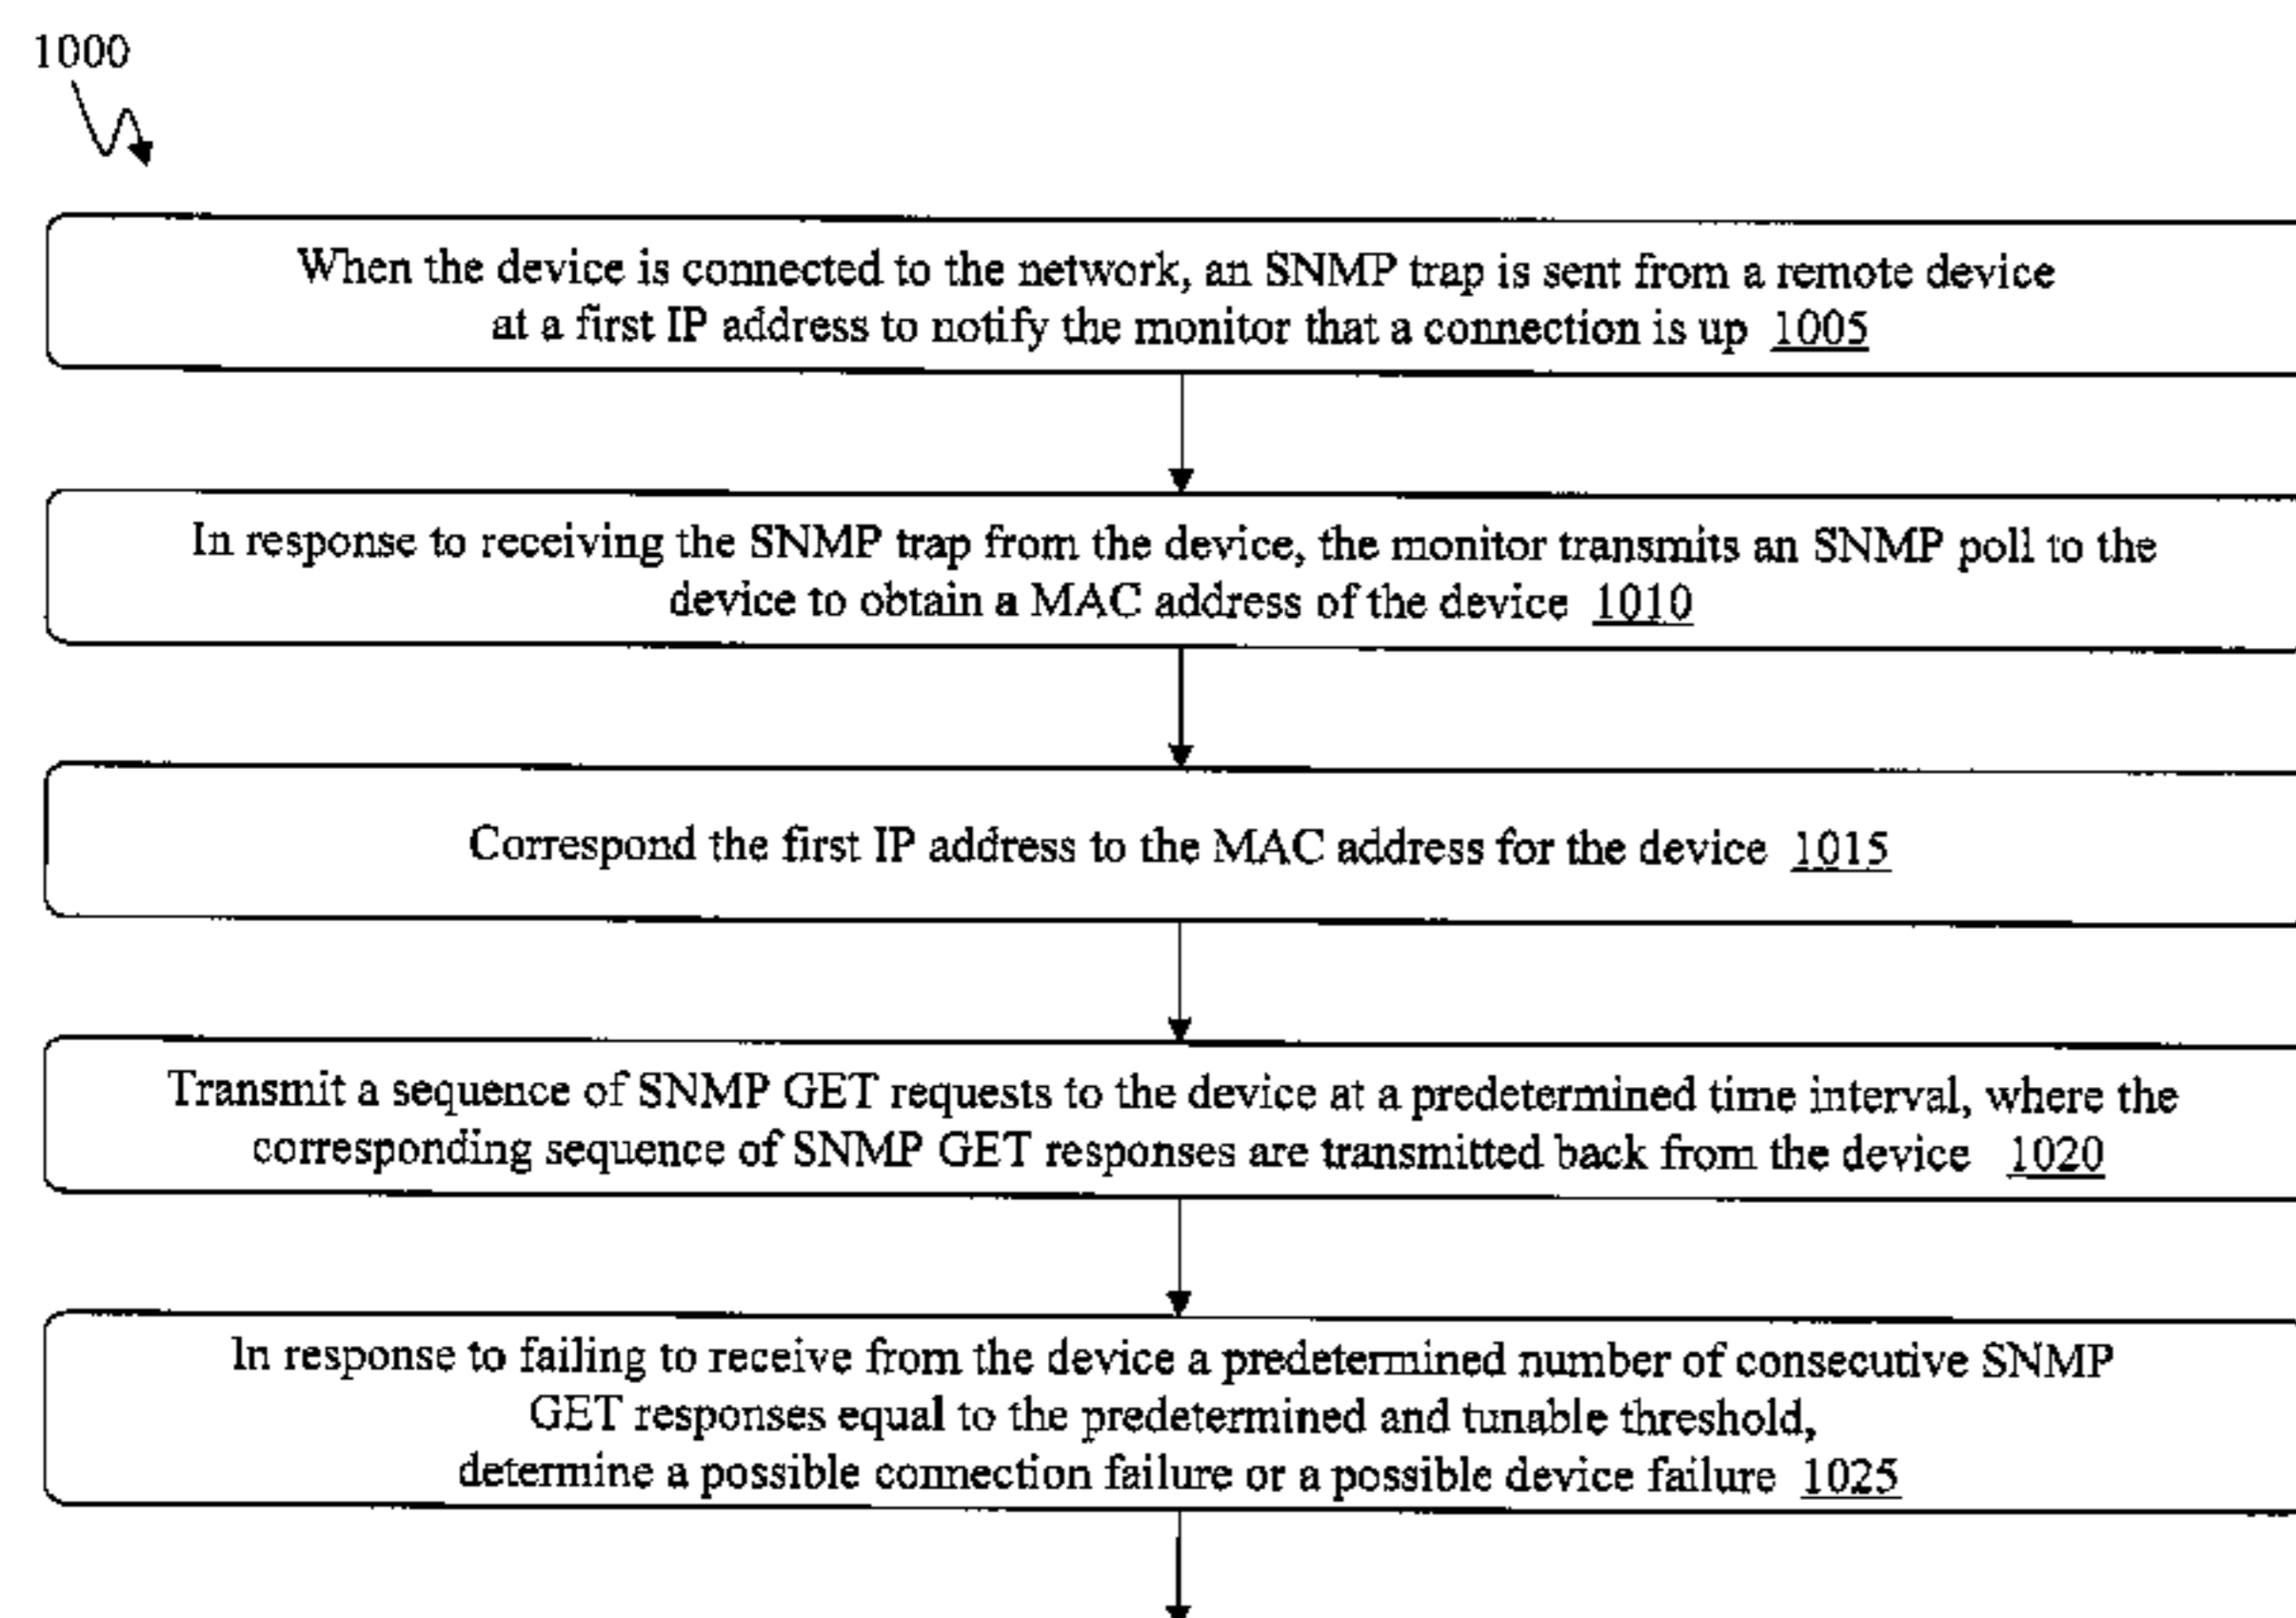 1000
When the device is connected to the network, an SNMP trap is sent from a remote device
at a first IP address to notify the monitor that a connection is up 1005
In response to receiving the SNMP trap from the device, the monitor transmits an SNMP poll to the
device to obtain a MAC address of the device 1010
Correspond the first IP address to the MAC address for the device 1015
Transmit a sequence of SNMP GET requests to the device at a predetermined time interval, where the
corresponding sequence of SNMP GET responses are transmitted back from the device 1020
In response to failing to receive from the device a predetermined number of consecutive SNMP
GET responses equal to the predetermined and tunable threshold,
determine a possible connection failure or a possible device failure 1025